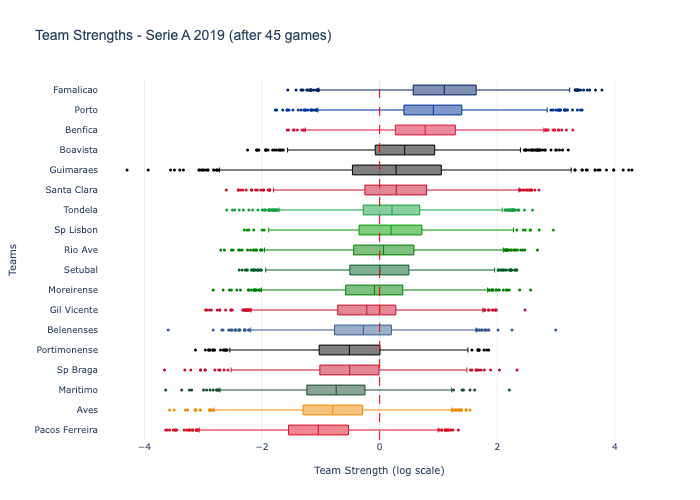 Team Strengths - Serie A 2019 (after 45 games)
Famalicao
Porto
Benfica
Boavista
Guimaraes
Santa Clara
Tondela
Sp Lisbon
Rio Ave
Setubal
Moreirense
Gil Vicente
Belenenses
Portimonense
Sp Braga
Maritimo
Aves
Pacos Ferreira
Teams
−4
−2
0
2
4
Team Strength (log scale)